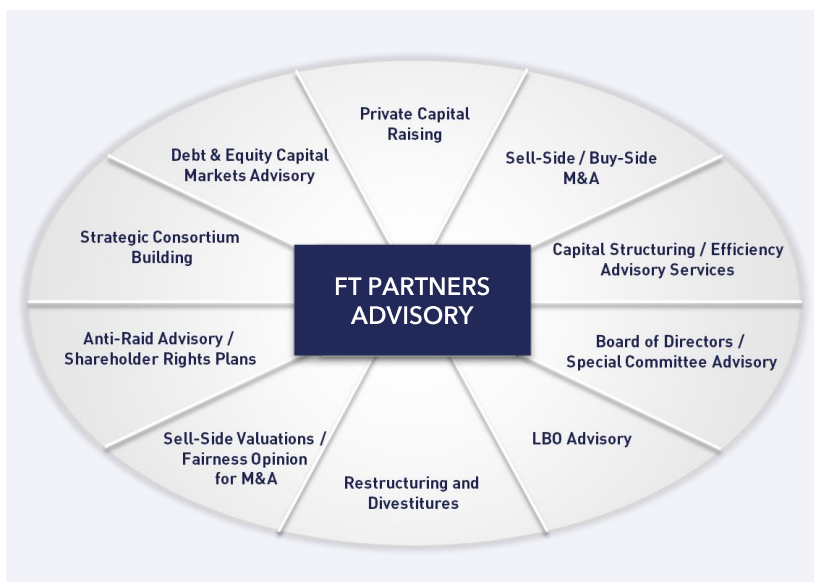 Private Capital
Raising
Sell-Side / Buy-Side
M&A
Capital Structuring / Efficiency
Advisory Services
Board of Directors /
Special Committee Advisory
LBO Advisory
Restructuring and
Divestitures
Sell-Side Valuations /
Fairness Opinion
for M&A
Anti-Raid Advisory /
Shareholder Rights Plans
Strategic Consortium
Building
Debt & Equity Capital
Markets Advisory
FT PARTNERS
ADVISORY